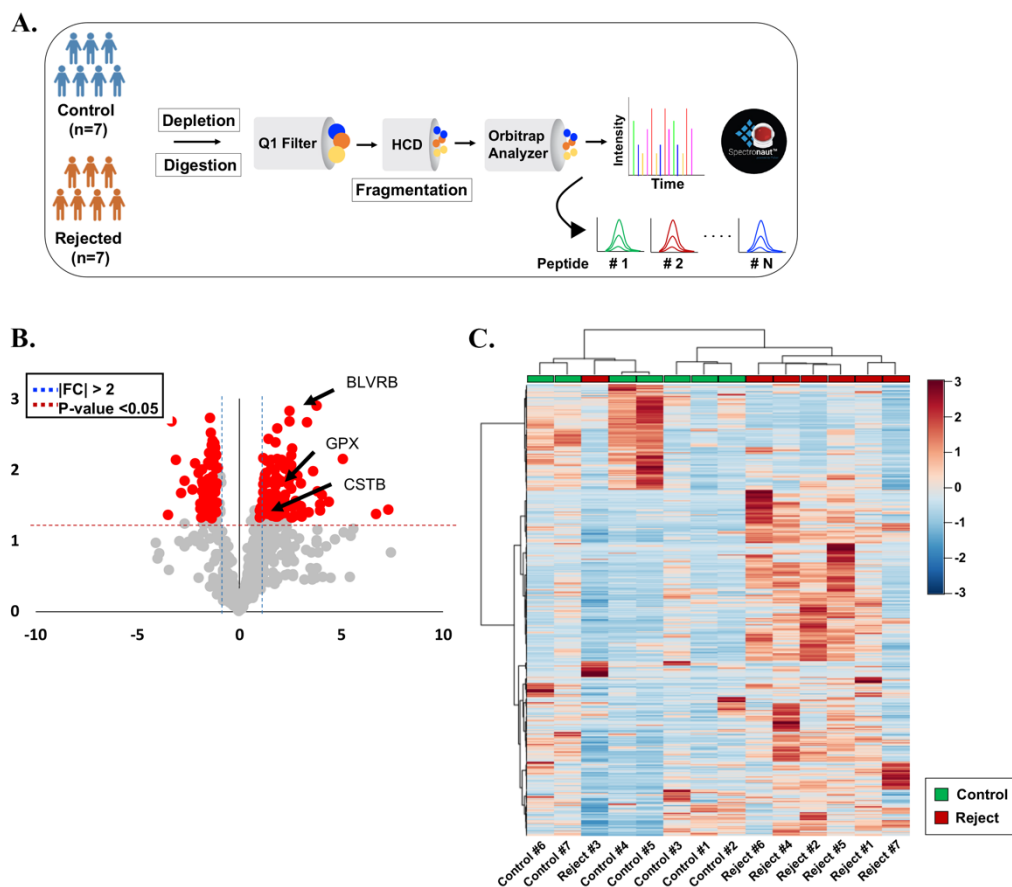 A.
Control
(n=7)
Rejected
(n=7)
Depletion
Digestion
Q1 Filter
HCD
Fragmentation
Orbitrap
Analyzer
Intensity
Time
Spectronaut™
Peptide
# 1
# 2
. . . .
# N
B.
|FC| > 2
P-value <0.05
BLVRB
GPX
CSTB
3
2
1
0
-10
-5
0
5
10
C.
3
2
1
0
-1
-2
-3
Control
Reject
Control #6
Control #7
Reject #3
Control #4
Control #5
Control #3
Control #1
Control #2
Reject #6
Reject #4
Reject #2
Reject #5
Reject #1
Reject #7